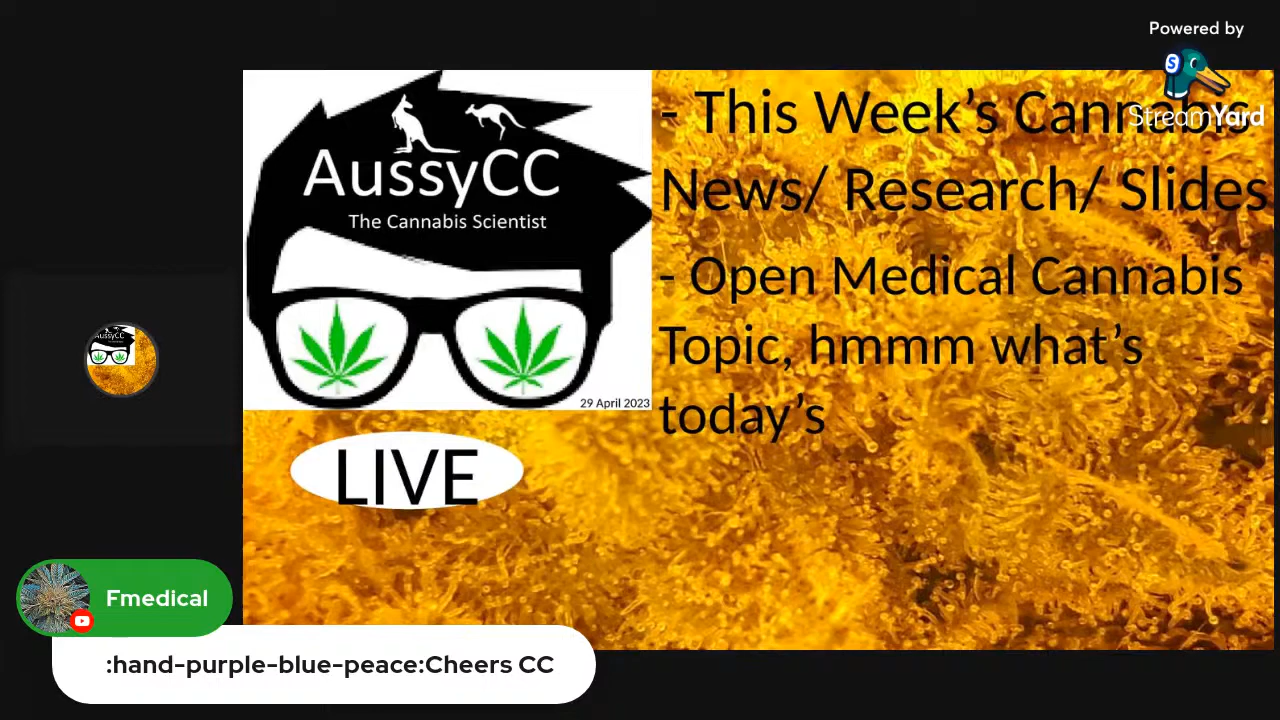 Powered by
StreamYard
AussyCC
The Cannabis Scientist
29 April 2023
LIVE
- This Week’s Cannabis
News/ Research/ Slides
- Open Medical Cannabis
Topic, hmmm what’s
today’s
AussyCC
Fmedical
:hand-purple-blue-peace:Cheers CC